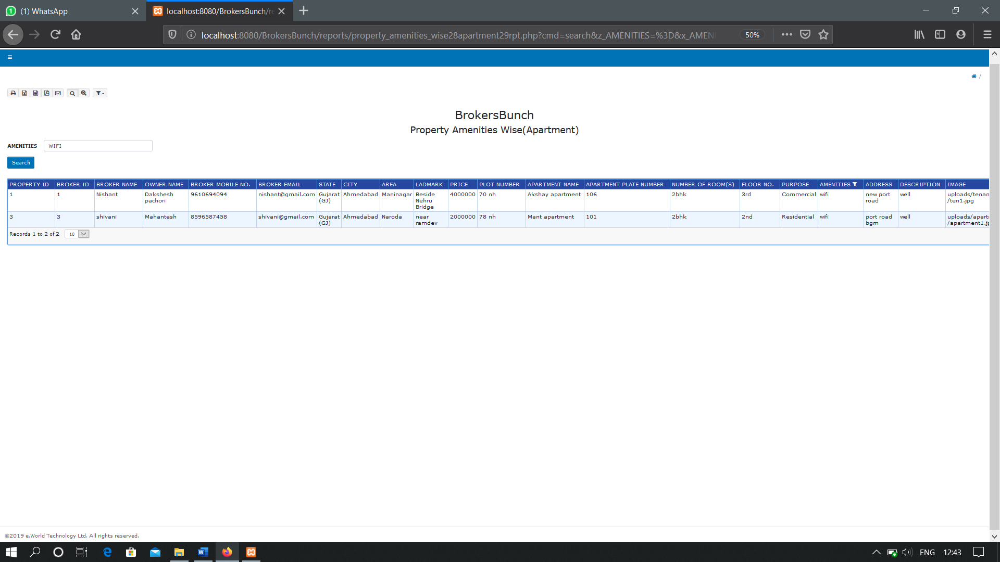 (1) WhatsApp
localhost:8080/BrokersBunch/re
localhost:8080/BrokersBunch/reports/property_amenities_wise28apartment29rpt.php?cmd=search&z_AMENITIES=%3D&x_AMEN
50%
/
BrokersBunch
Property Amenities Wise(Apartment)
AMENITIES WIFI
Search
PROPERTY ID BROKER ID BROKER NAME OWNER NAME BROKER MOBILE NO. BROKER EMAIL STATE CITY AREA LADMARK PRICE PLOT NUMBER APARTMENT NAME APARTMENT PLATE NUMBER NUMBER OF ROOM(S) FLOOR NO. PURPOSE AMENITIES ADDRESS DESCRIPTION IMAGE
1 1 Nishant Dakshesh 9610694094 nishant@gmail.com Gujarat Ahmedabad Maninagar Beside 4000000 70 nh Akshay apartment 106 2bhk 3rd Commercial wifi new port well uploads/tenan
pachori (GJ) Nehru road /ten1.jpg
Bridge
3 3 shivani Mahantesh 8596587458 shivani@gmail.com Gujarat Ahmedabad Naroda near 2000000 78 nh Mant apartment 101 2bhk 2nd Residential wifi port road well uploads/apart
(GJ) ramdev bgm /apartment1.jp
Records 1 to 2 of 2 10
©2019 e.World Technology Ltd. All rights reserved.
ENG 12:43